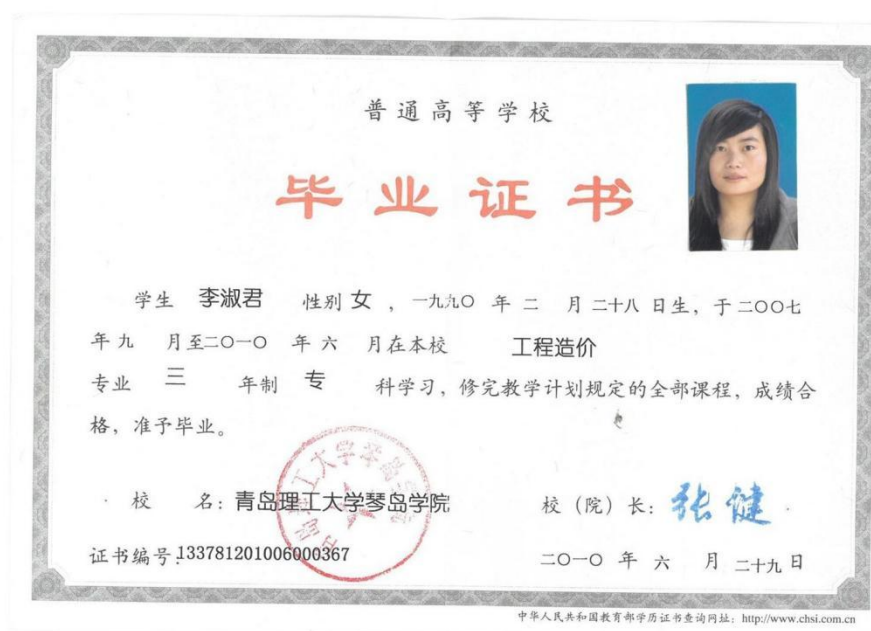 普通高等学校
毕业证书
学生 李淑君 性别 女 ，一九九〇 年 二 月 二十八 日生，于 二〇〇七
年 九 月至 二〇一〇 年 六 月在本校 工程造价
专业 三 年制 专 科学习，修完教学计划规定的全部课程，成绩合
格，准予毕业。
校 名：青岛理工大学琴岛学院
校（院）长：张健
证书编号:133781201006000367
二〇一〇 年 六 月 二十九 日
中华人民共和国教育部学历证书查询网址：http://www.chsi.com.cn